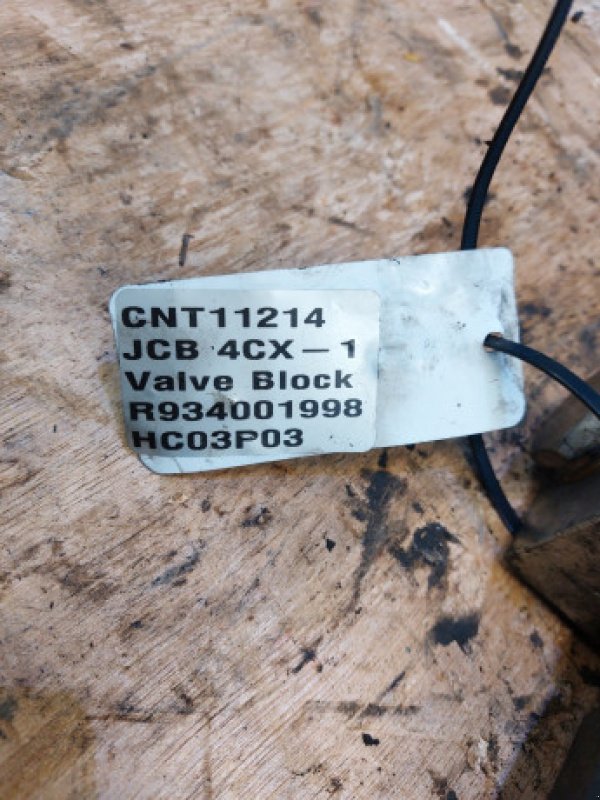 CNT11214
JCB 4CX-1
Valve Block
R934001998
HC03P03